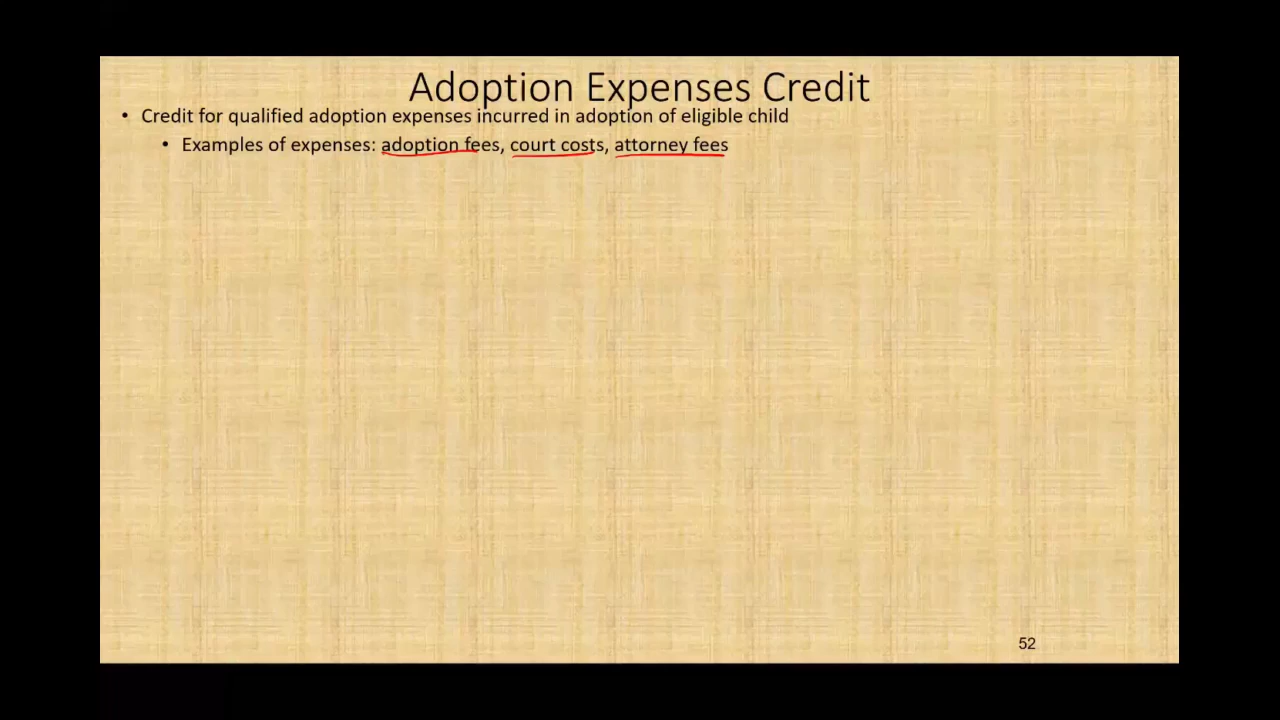 Adoption Expenses Credit
• Credit for qualified adoption expenses incurred in adoption of eligible child
• Examples of expenses: adoption fees, court costs, attorney fees
52